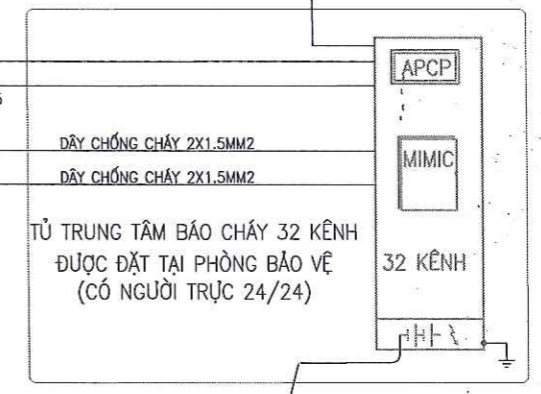 APCP
DÂY CHỐNG CHÁY 2X1.5MM2
MIMIC
DÂY CHỐNG CHÁY 2X1.5MM2
TỦ TRUNG TÂM BÁO CHÁY 32 KÊNH
ĐƯỢC ĐẶT TẠI PHÒNG BẢO VỆ
(CÓ NGƯỜI TRỰC 24/24)
32 KÊNH